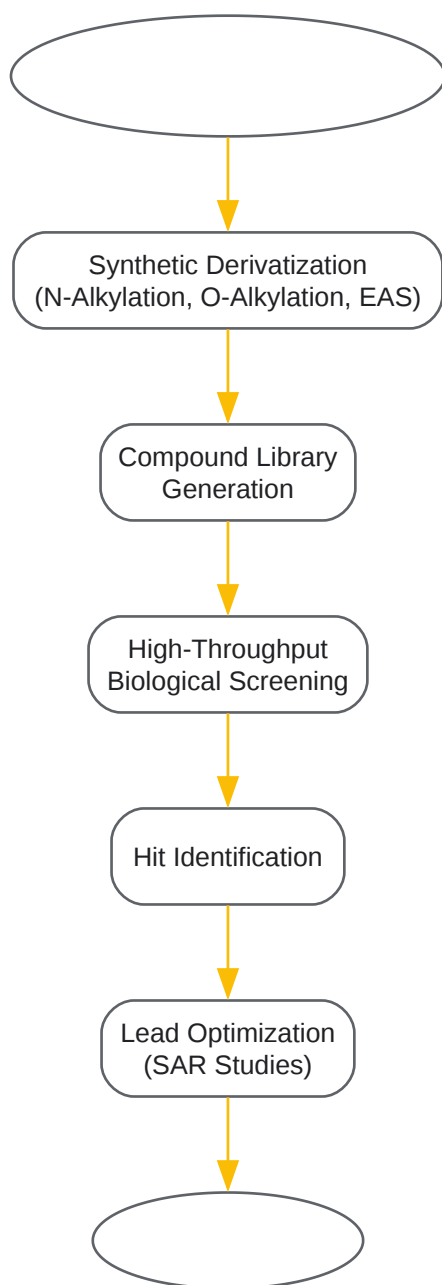 Synthetic Derivatization
(N-Alkylation, O-Alkylation, EAS)
Compound Library
Generation
High-Throughput
Biological Screening
Hit Identification
Lead Optimization
(SAR Studies)